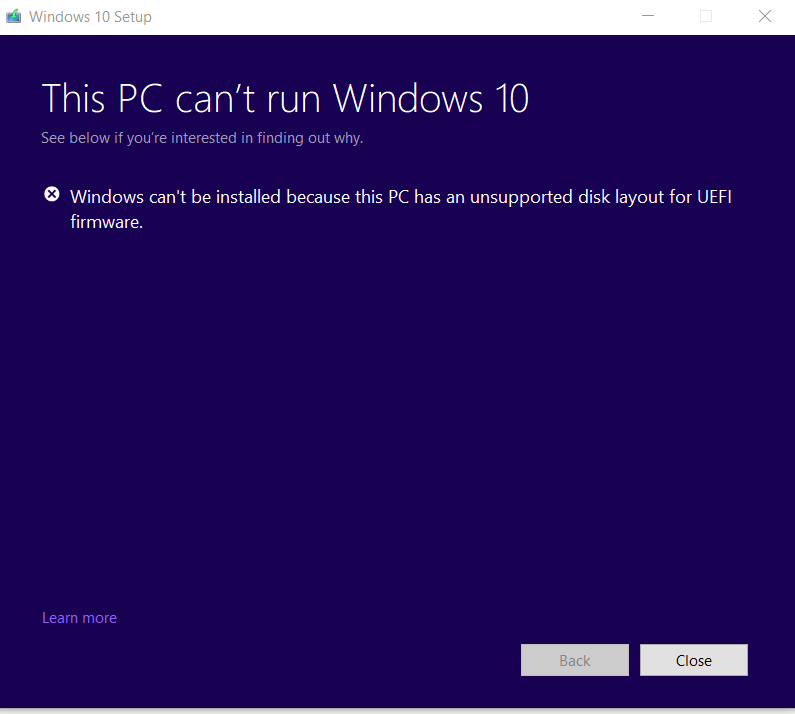 Windows 10 Setup
This PC can’t run Windows 10
See below if you’re interested in finding out why.
Windows can't be installed because this PC has an unsupported disk layout for UEFI
firmware.
Learn more
Back
Close